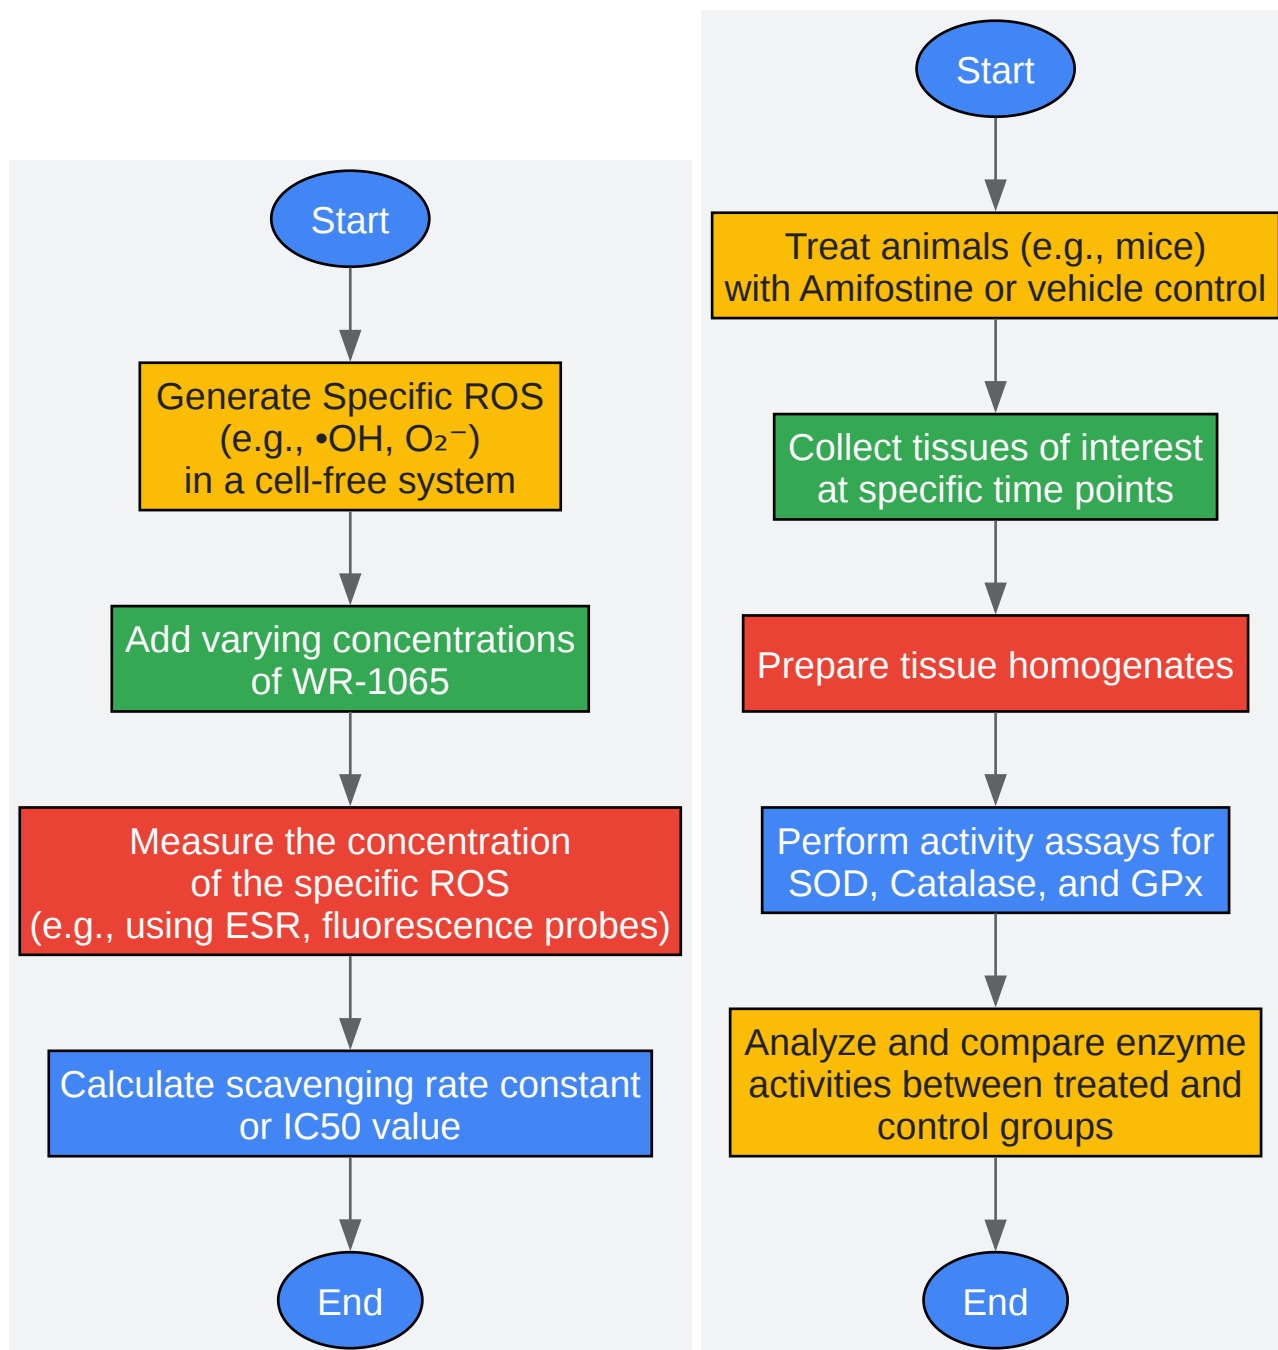 Start
Generate Specific ROS
(e.g., •OH, O₂⁻)
in a cell-free system
Add varying concentrations
of WR-1065
Measure the concentration
of the specific ROS
(e.g., using ESR, fluorescence probes)
Calculate scavenging rate constant
or IC50 value
End
Start
Treat animals (e.g., mice)
with Amifostine or vehicle control
Collect tissues of interest
at specific time points
Prepare tissue homogenates
Perform activity assays for
SOD, Catalase, and GPx
Analyze and compare enzyme
activities between treated and
control groups
End